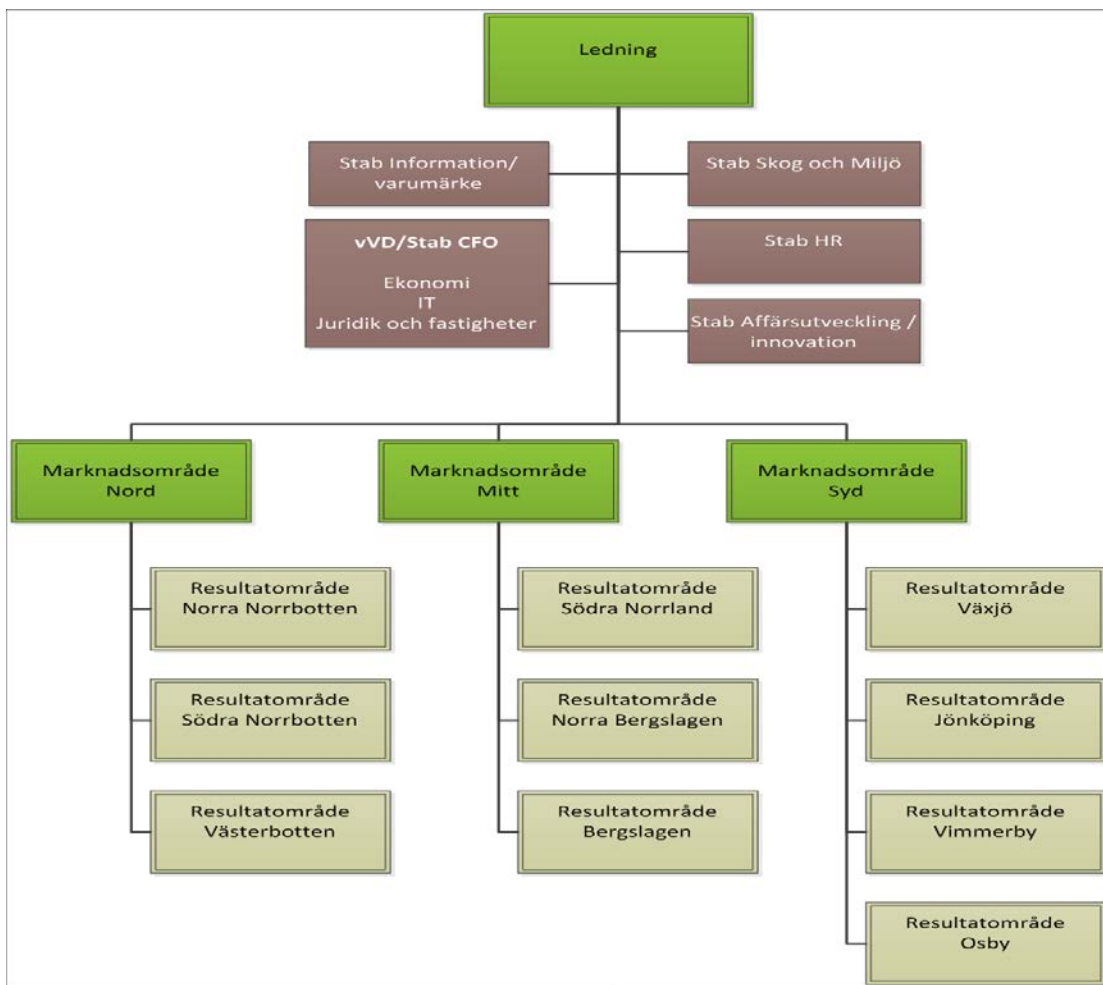 Ledning
Stab Information/
varumärke
Stab Skog och Miljö
vVD/Stab CFO
Ekonomi
IT
Juridik och fastigheter
Stab HR
Stab Affärsutveckling /
innovation
Marknadsområde
Nord
Marknadsområde
Mitt
Marknadsområde
Syd
Resultatområde
Norra Norrbotten
Resultatområde
Södra Norrbotten
Resultatområde
Västerbotten
Resultatområde
Södra Norrland
Resultatområde
Norra Bergslagen
Resultatområde
Bergslagen
Resultatområde
Växjö
Resultatområde
Jönköping
Resultatområde
Vimmerby
Resultatområde
Osby